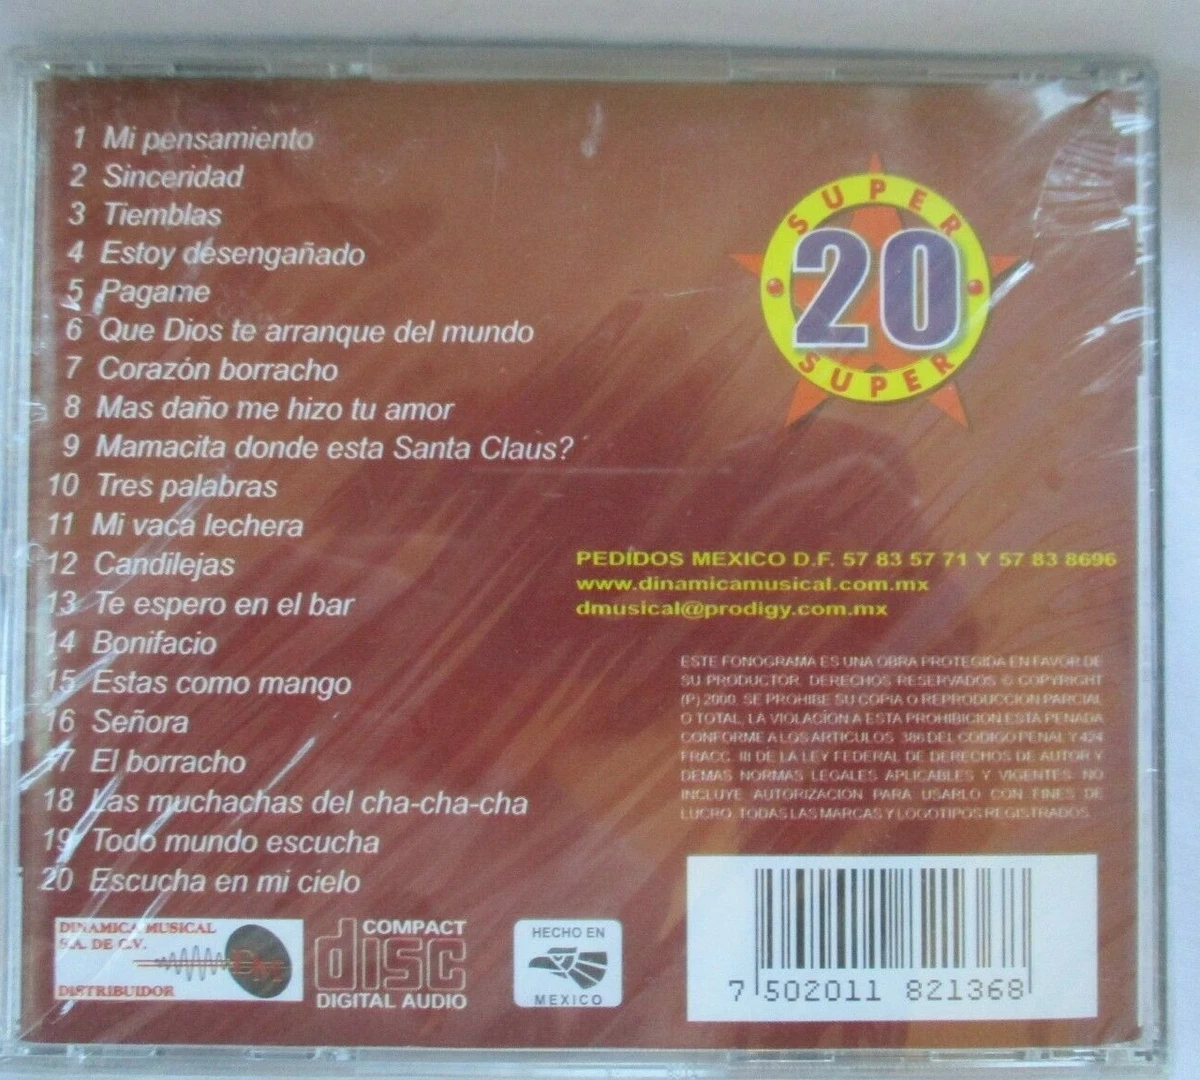 1 Mi pensamiento
2 Sinceridad
3 Tiemblas
4 Estoy desengañado
5 Pagame
6 Que Dios te arranque del mundo
7 Corazón borracho
8 Mas daño me hizo tu amor
9 Mamacita donde esta Santa Claus?
10 Tres palabras
11 Mi vaca lechera
12 Candilejas
13 Te espero en el bar
14 Bonifacio
15 Estas como mango
16 Señora
17 El borracho
18 Las muchachas del cha-cha-cha
19 Todo mundo escucha
20 Escucha en mi cielo
SUPER
20
SUPER
PEDIDOS MEXICO D.F. 57 83 57 71 Y 57 83 8696
www.dinamicamusical.com.mx
dmusical@prodigy.com.mx
ESTE FONOGRAMA ES UNA OBRA PROTEGIDA EN FAVOR DE
SU PRODUCTOR. DERECHOS RESERVADOS © COPYRIGHT
(P) 2000. SE PROHIBE SU COPIA O REPRODUCCION PARCIAL
O TOTAL, LA VIOLACION A ESTA PROHIBICION ESTA PENADA
CONFORME A LOS ARTICULOS. 386 DEL CODIGO PENAL Y 424
FRACC. III DE LA LEY FEDERAL DE DERECHOS DE AUTOR Y
DEMAS NORMAS LEGALES APLICABLES Y VIGENTES. NO
INCLUYE AUTORIZACION PARA USARLO CON FINES DE
LUCRO. TODAS LAS MARCAS Y LOGOTIPOS REGISTRADOS.
DINAMICA MUSICAL
S.A. DE C.V.
DISTRIBUIDOR
COMPACT
disc
DIGITAL AUDIO
HECHO EN
MEXICO
7 502011 821368